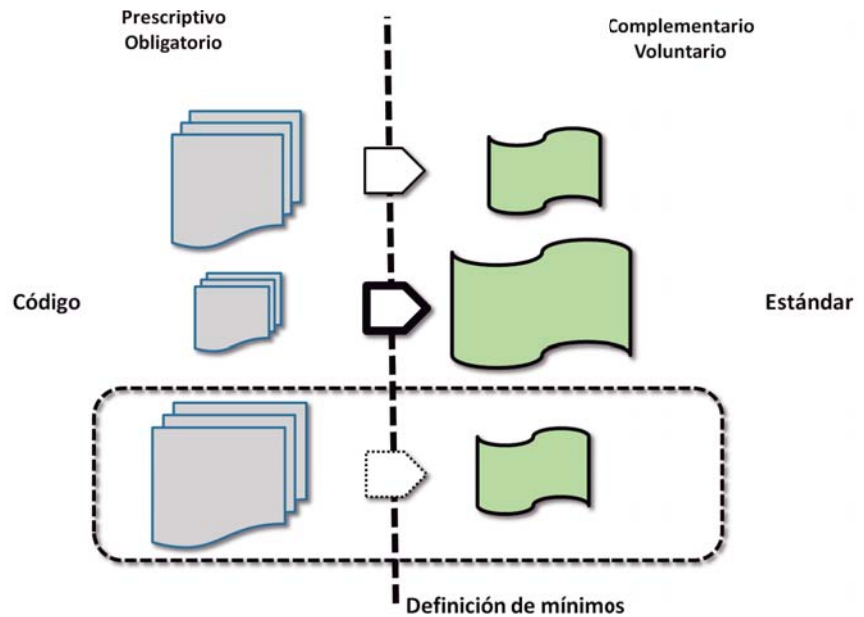 Prescriptivo
Obligatorio
Complementario
Voluntario
Código
Estándar
Definición de mínimos